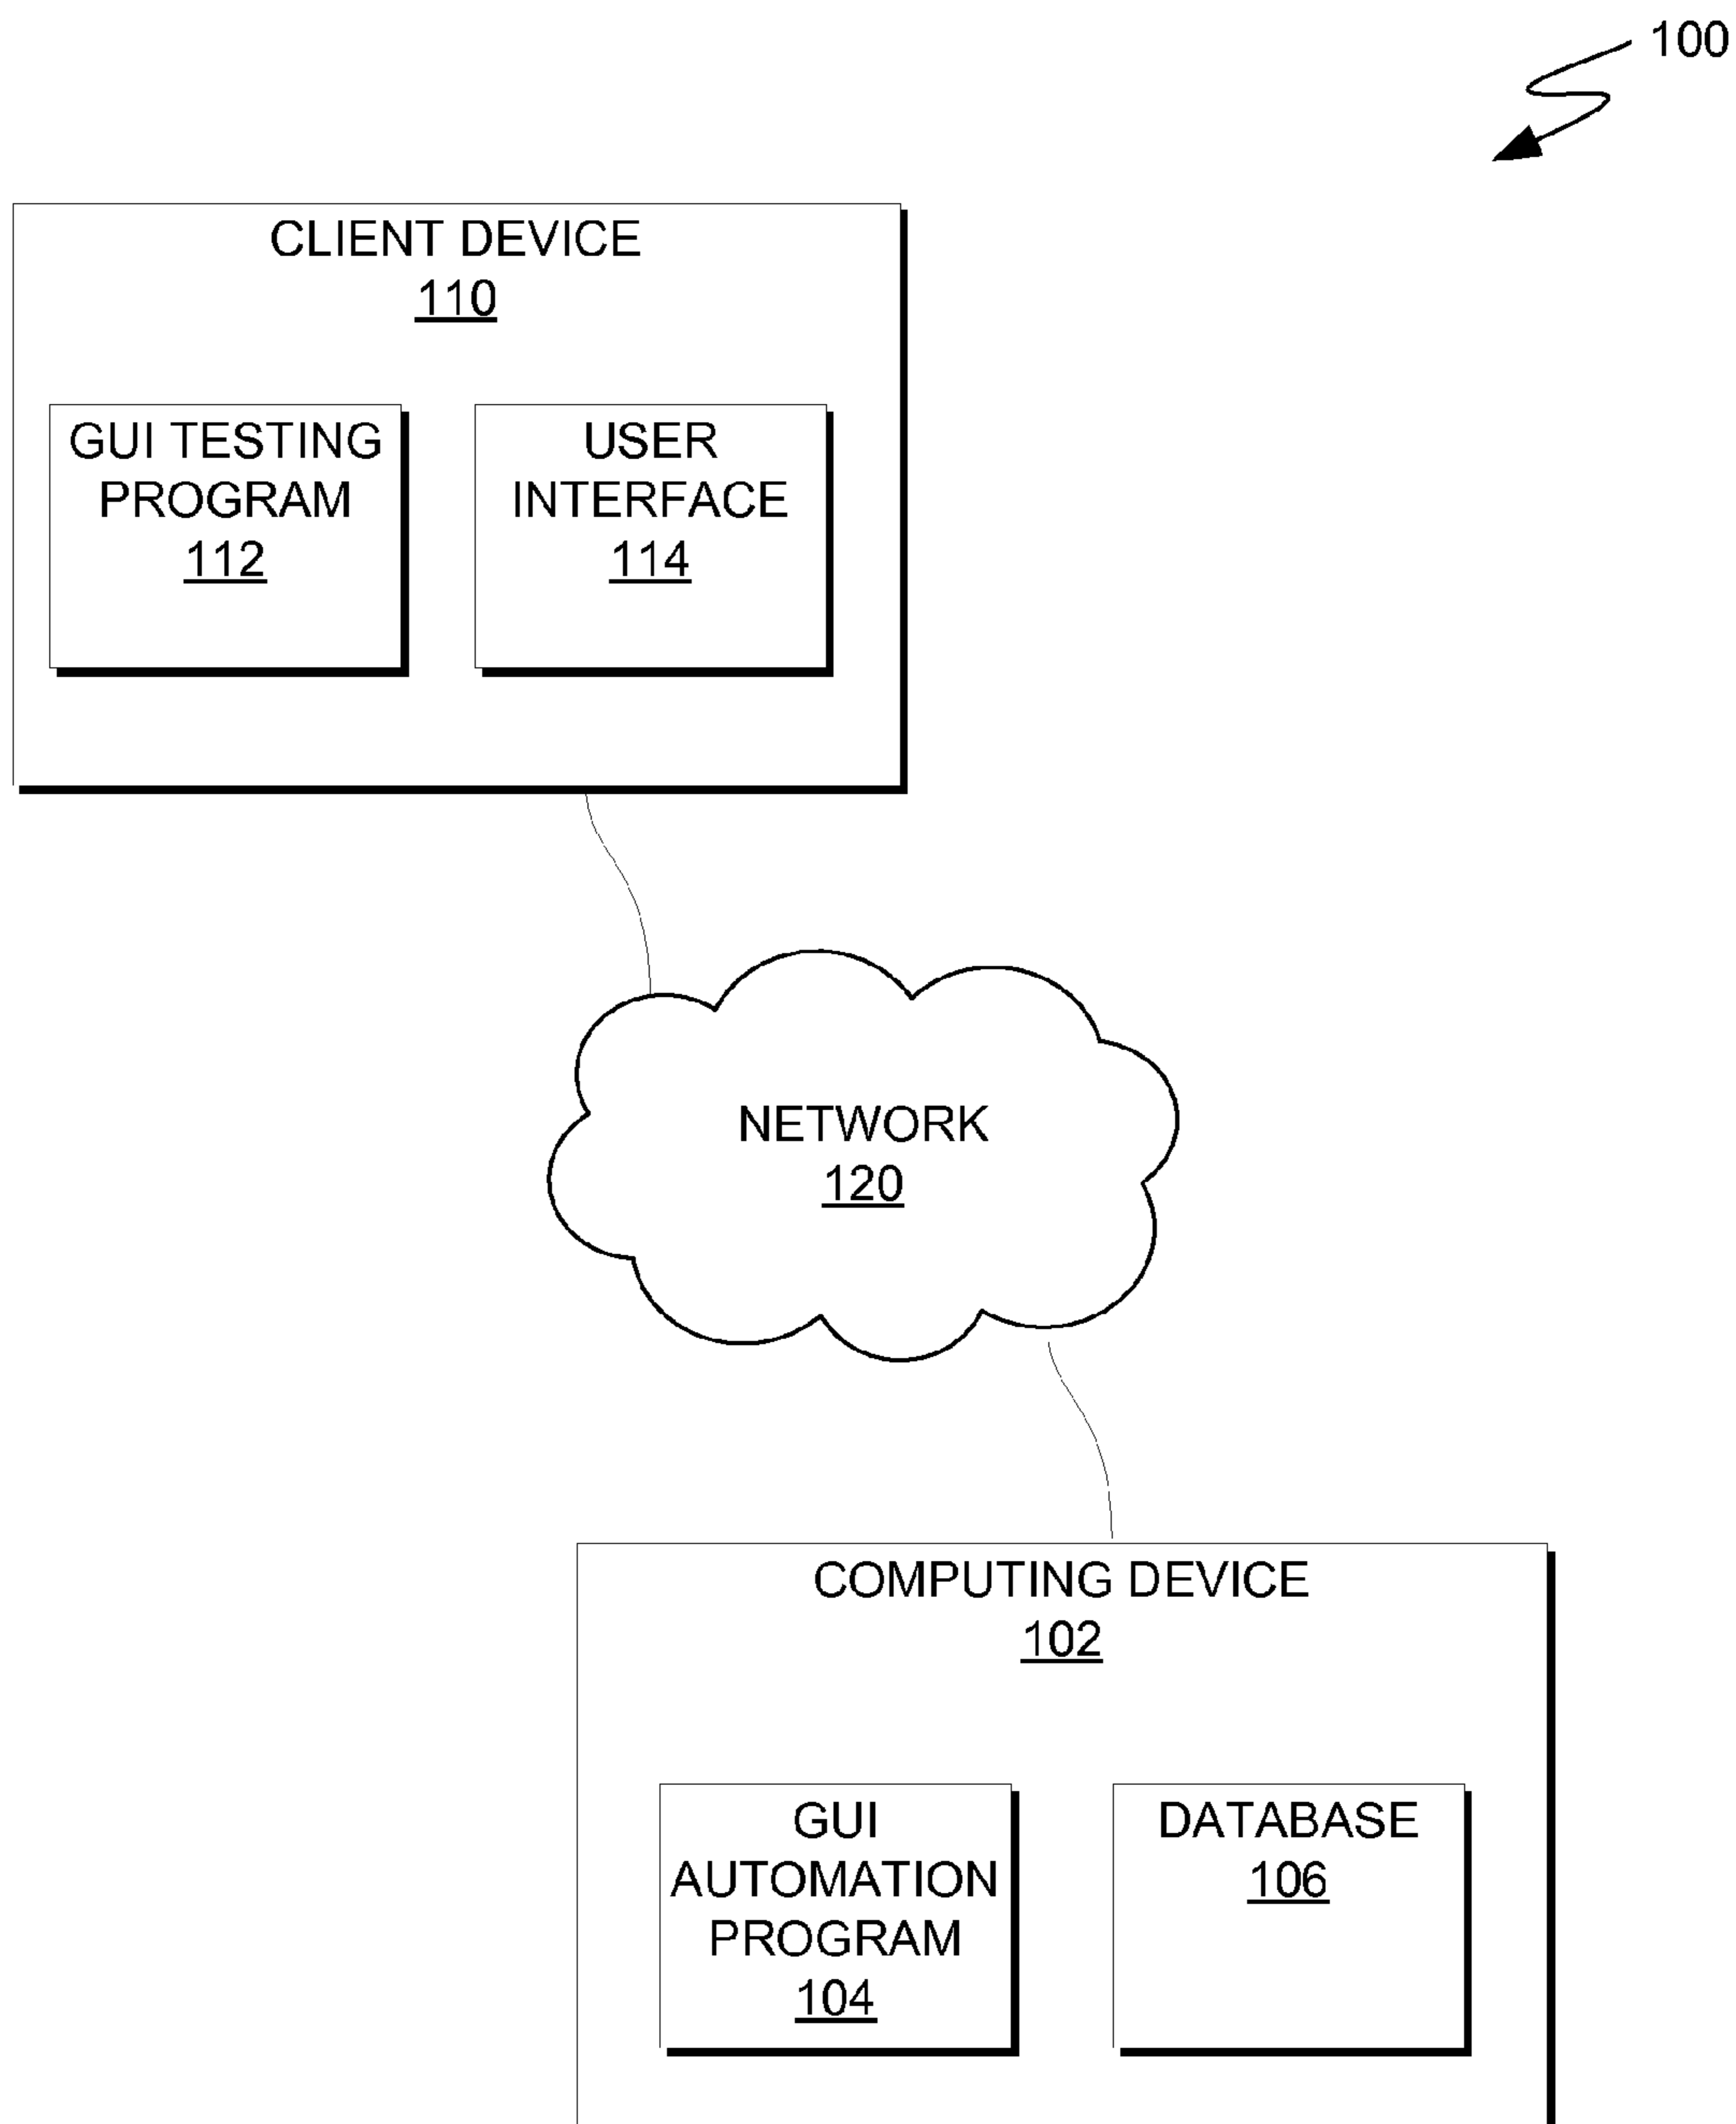 100
CLIENT DEVICE
110
GUI TESTING
PROGRAM
112
USER
INTERFACE
114
NETWORK
120
COMPUTING DEVICE
102
GUI
AUTOMATION
PROGRAM
104
DATABASE
106